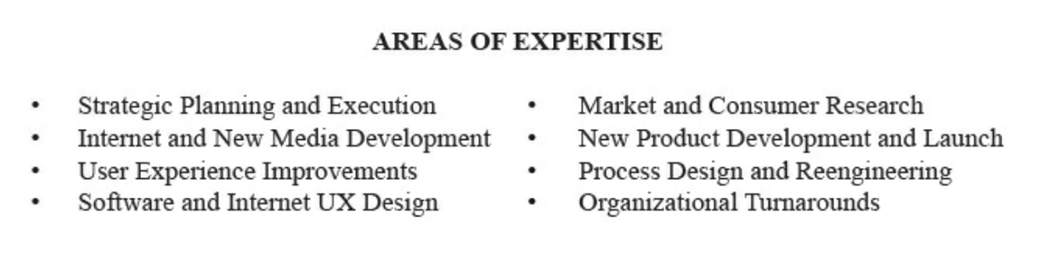 AREAS OF EXPERTISE
• Strategic Planning and Execution
• Internet and New Media Development
• User Experience Improvements
• Software and Internet UX Design
• Market and Consumer Research
• New Product Development and Launch
• Process Design and Reengineering
• Organizational Turnarounds